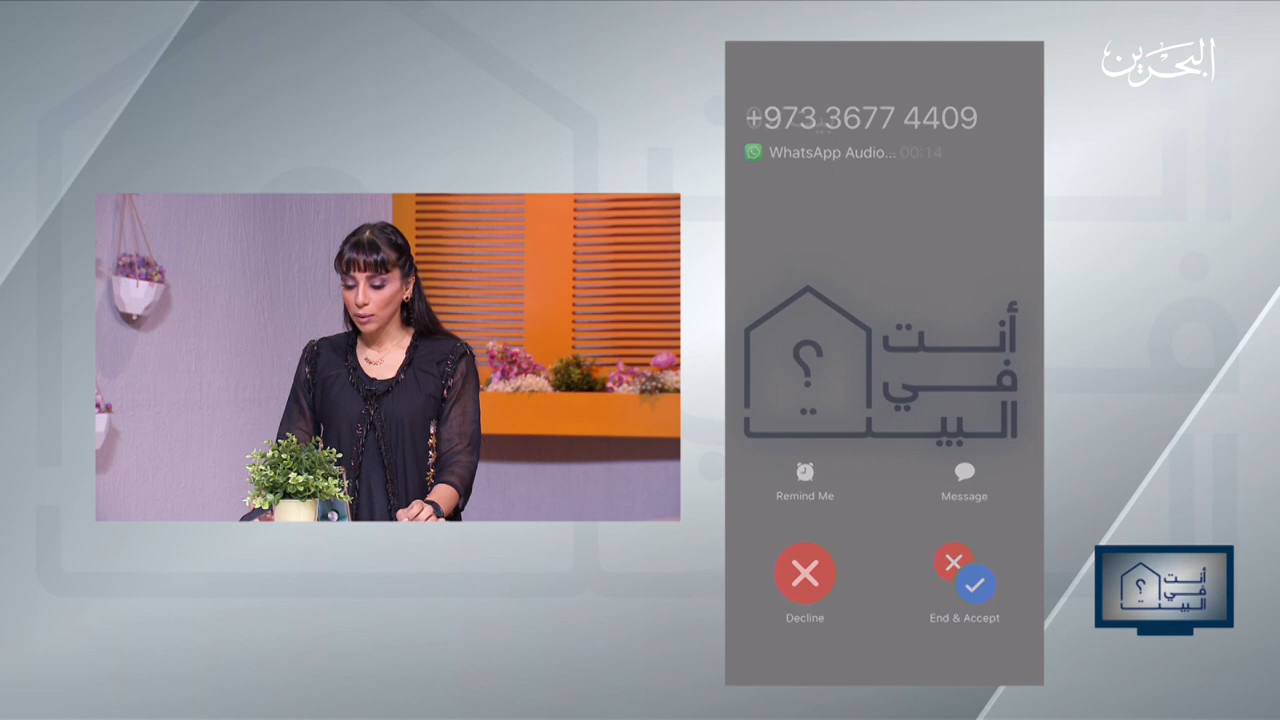 البحرين
+973 3677 4409
WhatsApp Audio... 00:14
أنت
في
البيت
؟
Remind Me
Message
Decline
End & Accept
أنت
في
البيت
؟